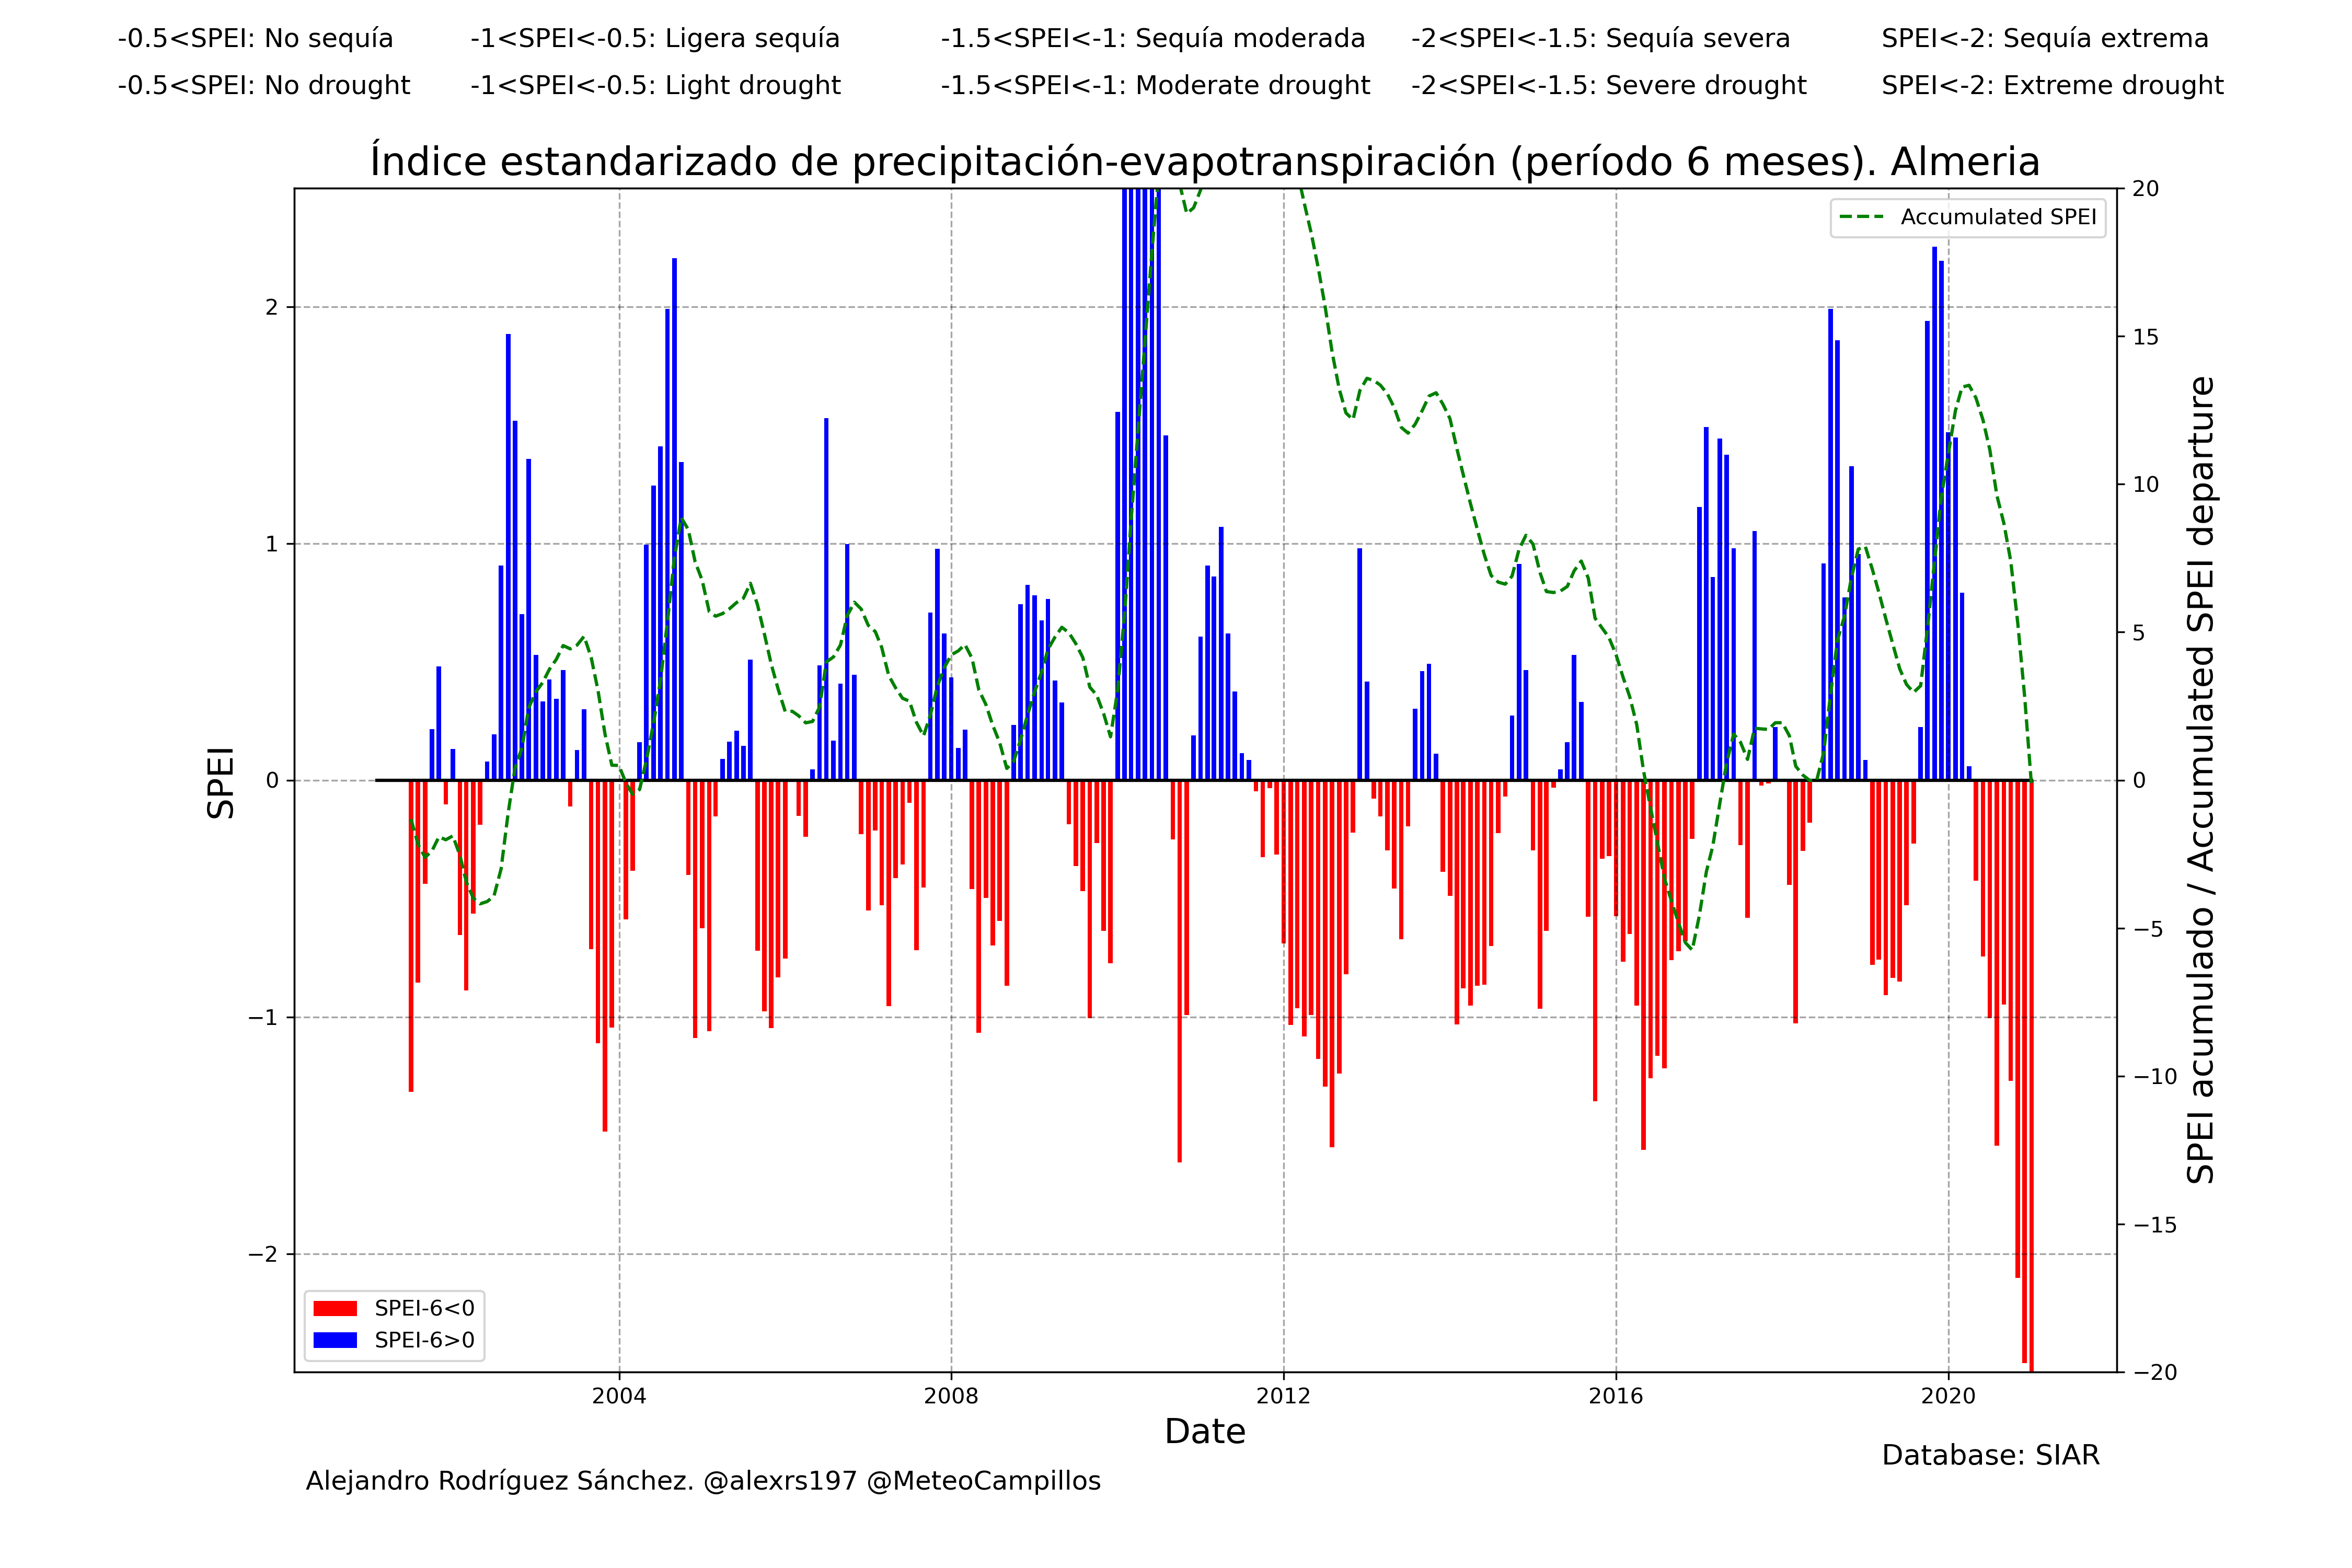 -0.5<SPEI: No sequía -1<SPEI<-0.5: Ligera sequía -1.5<SPEI<-1: Sequía moderada -2<SPEI<-1.5: Sequía severa SPEI<-2: Sequía extrema
-0.5<SPEI: No drought -1<SPEI<-0.5: Light drought -1.5<SPEI<-1: Moderate drought -2<SPEI<-1.5: Severe drought SPEI<-2: Extreme drought
Índice estandarizado de precipitación-evapotranspiración (período 6 meses). Almeria
Accumulated SPEI
SPEI
2
1
0
−1
−2
20
15
10
5
0
−5
−10
−15
−20
SPEI acumulado / Accumulated SPEI departure
SPEI-6<0
SPEI-6>0
2004 2008 2012 2016 2020
Date
Database: SIAR
Alejandro Rodríguez Sánchez. @alexrs197 @MeteoCampillos